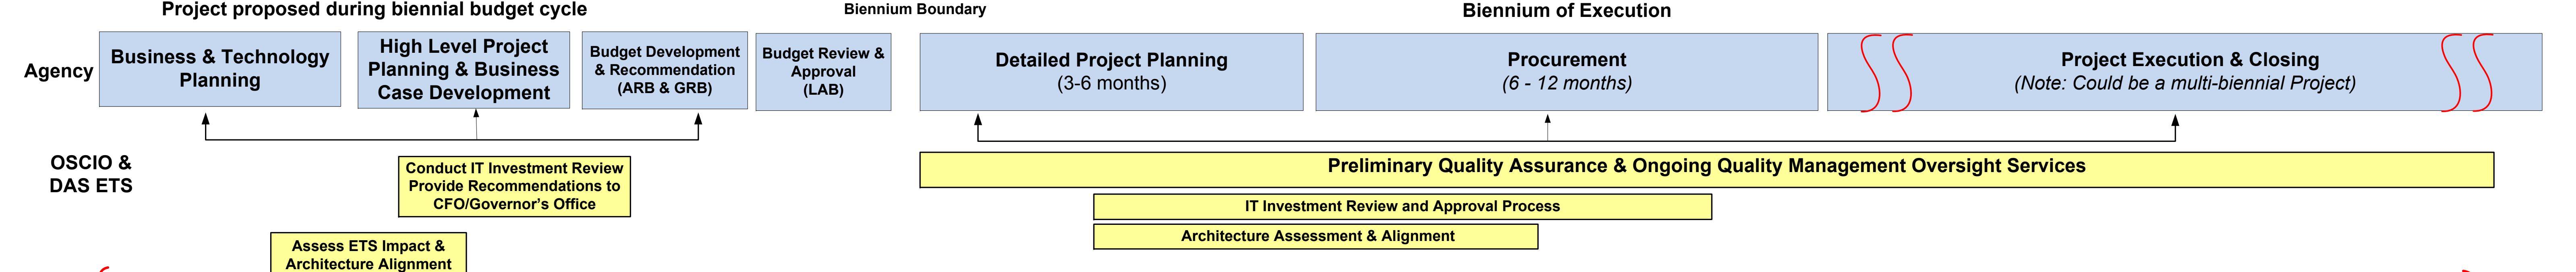 Project proposed during biennial budget cycle
Biennium Boundary
Biennium of Execution
Agency
Business & Technology
Planning
High Level Project
Planning & Business
Case Development
Budget Development
& Recommendation
(ARB & GRB)
Budget Review &
Approval
(LAB)
Detailed Project Planning
(3-6 months)
Procurement
(6 - 12 months)
Project Execution & Closing
(Note: Could be a multi-biennial Project)
OSCIO &
DAS ETS
Conduct IT Investment Review
Provide Recommendations to
CFO/Governor's Office
Preliminary Quality Assurance & Ongoing Quality Management Oversight Services
IT Investment Review and Approval Process
Architecture Assessment & Alignment
Assess ETS Impact &
Architecture Alignment